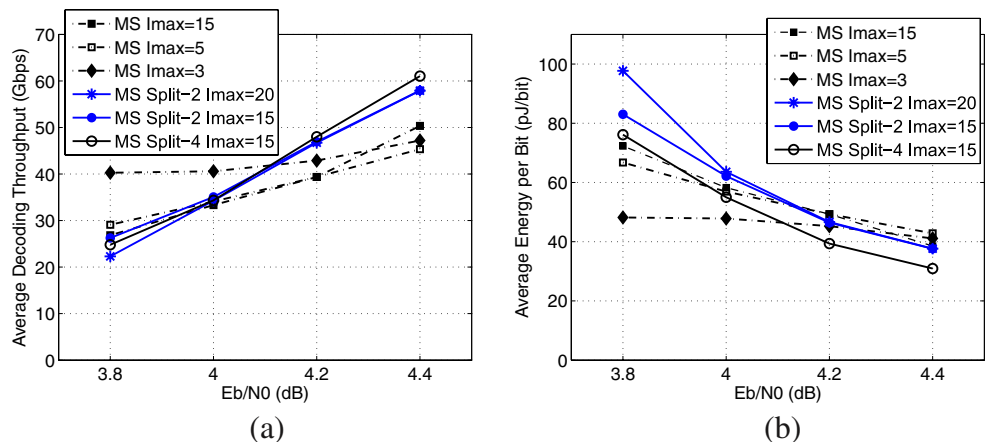 MS Imax=15
MS Imax=5
MS Imax=3
MS Split-2 Imax=20
MS Split-2 Imax=15
MS Split-4 Imax=15
Average Decoding Throughput (Gbps)
70
60
50
40
30
20
10
0
3.8
4
4.2
4.4
Eb/N0 (dB)
(a)
MS Imax=15
MS Imax=5
MS Imax=3
MS Split-2 Imax=20
MS Split-2 Imax=15
MS Split-4 Imax=15
Average Energy per Bit (pJ/bit)
100
80
60
40
20
0
3.8
4
4.2
4.4
Eb/N0 (dB)
(b)